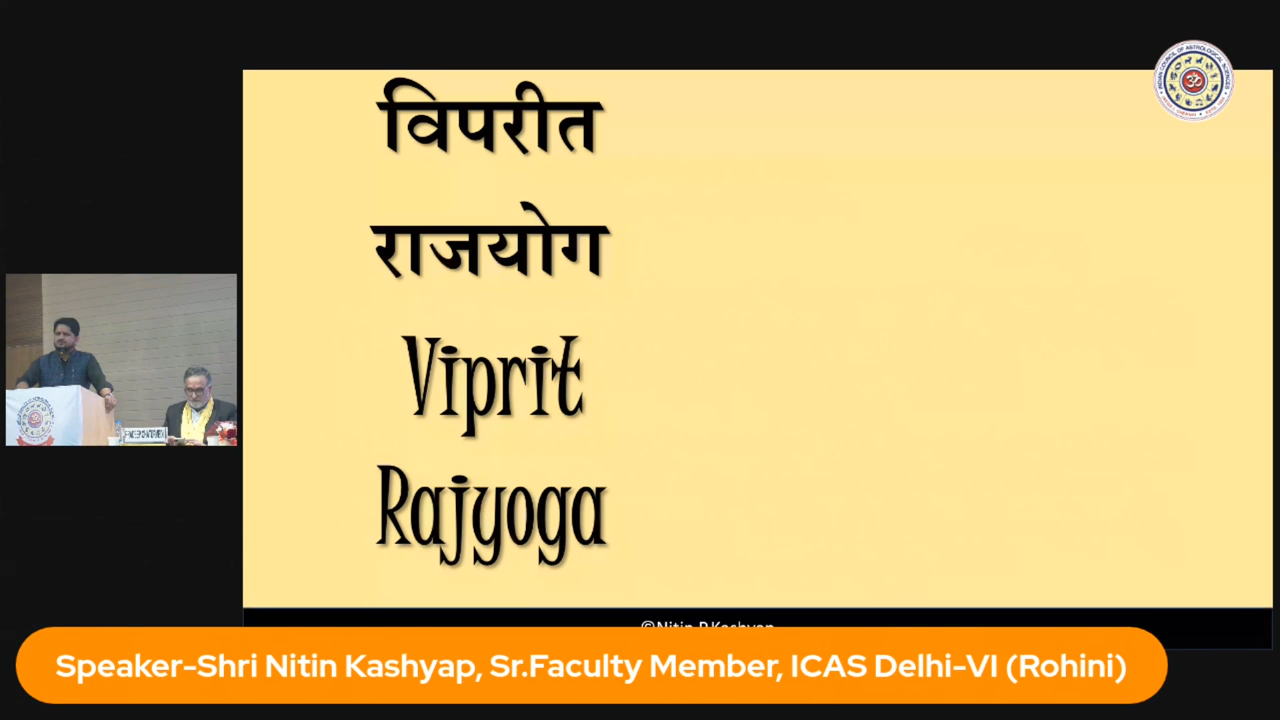 विपरीत
राजयोग
Viprit
Rajyoga
Speaker-Shri Nitin Kashyap, Sr.Faculty Member, ICAS Delhi-VI (Rohini)